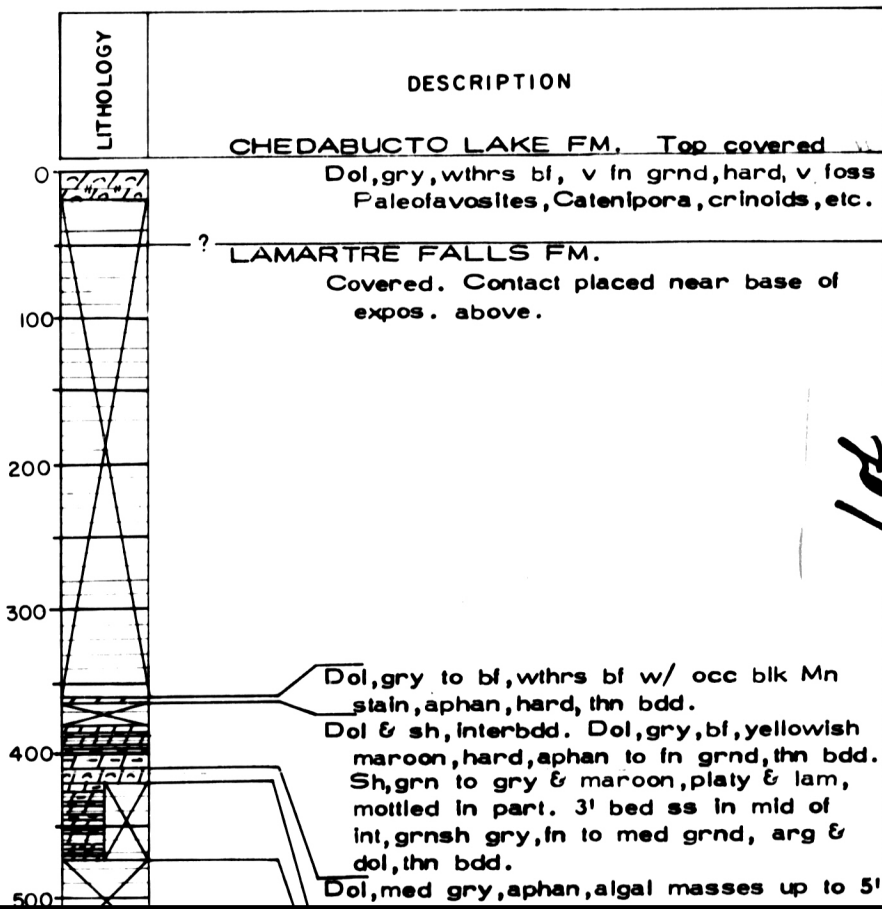 LITHOLOGY
DESCRIPTION
CHEDABUCTO LAKE FM. Top covered
0
Dol,gry,wthrs bf, v fn grnd,hard, v foss
Paleofavosites,Catenipora,crinoids,etc.
?
LAMARTRE FALLS FM.
Covered. Contact placed near base of
expos. above.
100
200
300
Dol,gry to bf,wthrs bf w/ occ blk Mn
stain,aphan,hard,thn bdd.
Dol & sh,interbdd. Dol,gry,bf,yellowish
maroon,hard,aphan to fn grnd,thn bdd.
400
Sh,grn to gry & maroon,platy & lam,
mottled in part. 3' bed ss in mid of
int,grnsh gry,fn to med grnd, arg &
dol,thn bdd.
Dol,med gry,aphan,algal masses up to 5'
500